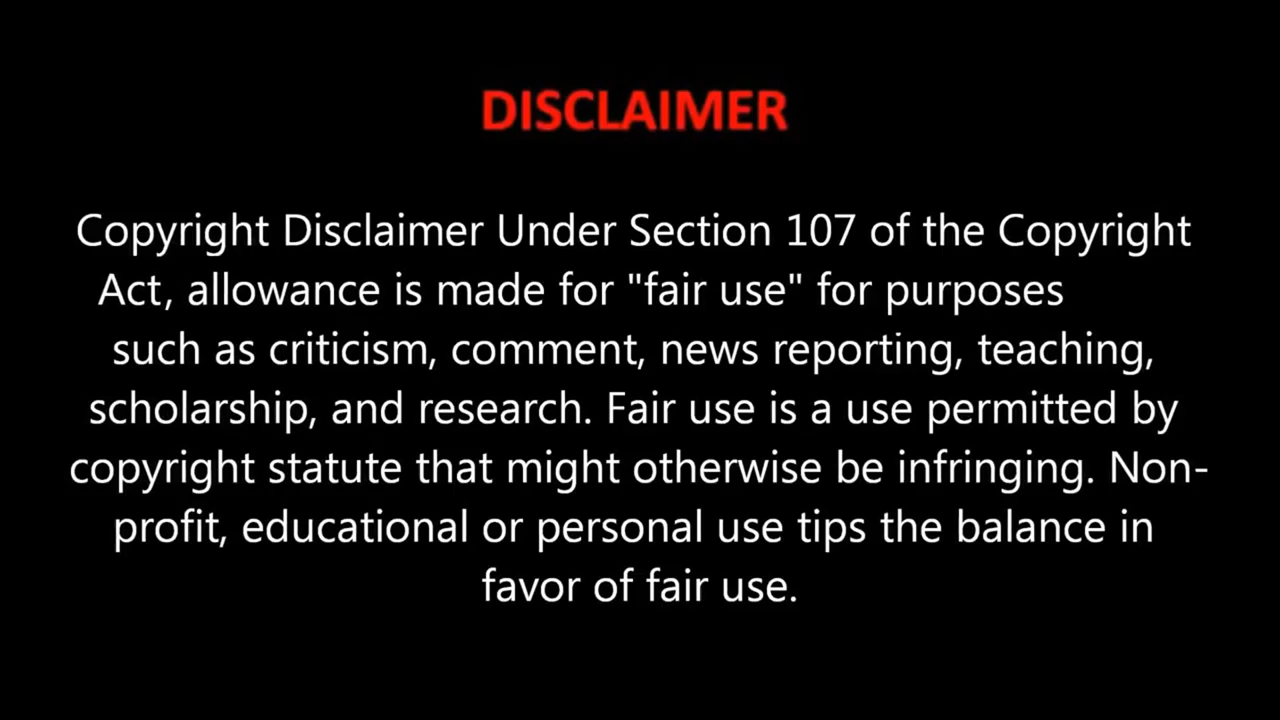 DISCLAIMER
Copyright Disclaimer Under Section 107 of the Copyright
Act, allowance is made for "fair use" for purposes
such as criticism, comment, news reporting, teaching,
scholarship, and research. Fair use is a use permitted by
copyright statute that might otherwise be infringing. Non-
profit, educational or personal use tips the balance in
favor of fair use.